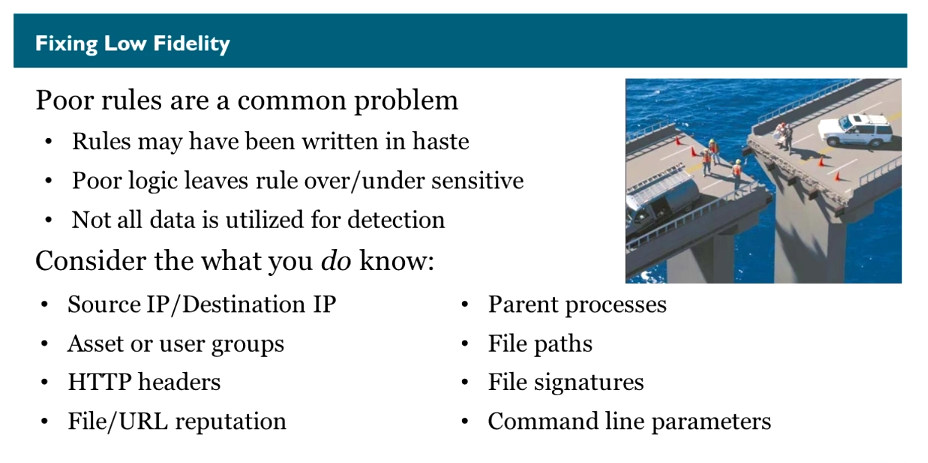 Fixing Low Fidelity
Poor rules are a common problem
• Rules may have been written in haste
• Poor logic leaves rule over/under sensitive
• Not all data is utilized for detection
Consider the what you do know:
• Source IP/Destination IP
• Asset or user groups
• HTTP headers
• File/URL reputation
• Parent processes
• File paths
• File signatures
• Command line parameters